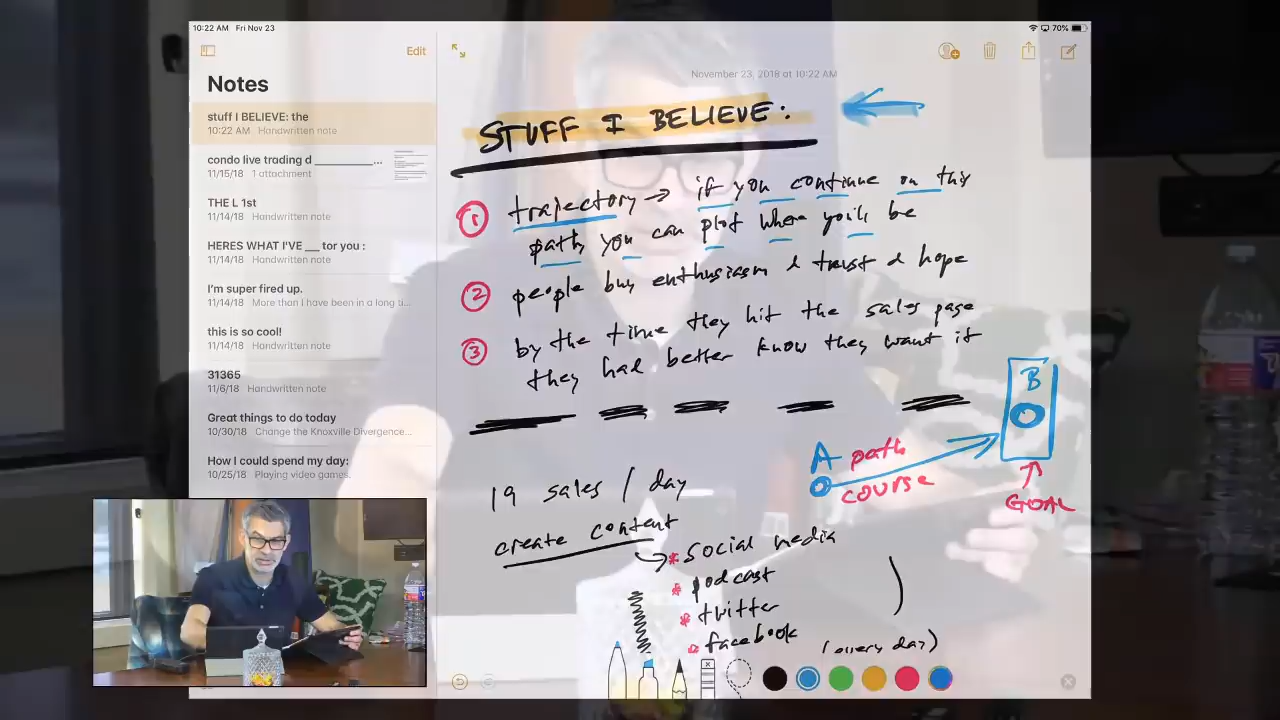 10:22 AM Fri Nov 23
70%
Edit
Notes
stuff I BELIEVE: the
10:22 AM Handwritten note
condo live trading d ______________...
11/15/18 1 attachment
THE L 1st
11/14/18 Handwritten note
HERES WHAT I'VE ___ tor you :
11/14/18 Handwritten note
I'm super fired up.
11/14/18 More than I have been in a long ti...
this is so cool!
11/14/18 Handwritten note
31365
11/6/18 Handwritten note
Great things to do today
10/30/18 Change the Knoxville Divergence...
How I could spend my day:
10/25/18 Playing video games.
November 23, 2018 at 10:22 AM
STUFF I BELIEVE:
1 trajectory → if you continue on this
path you can plot where you'll be
2 people buy enthusiasm & trust & hope
3 by the time they hit the sales page
they had better know they want it
B
A path
course
GOAL
19 sales / day
create content
* social media
* podcast
* twitter
* facebook
(every day)